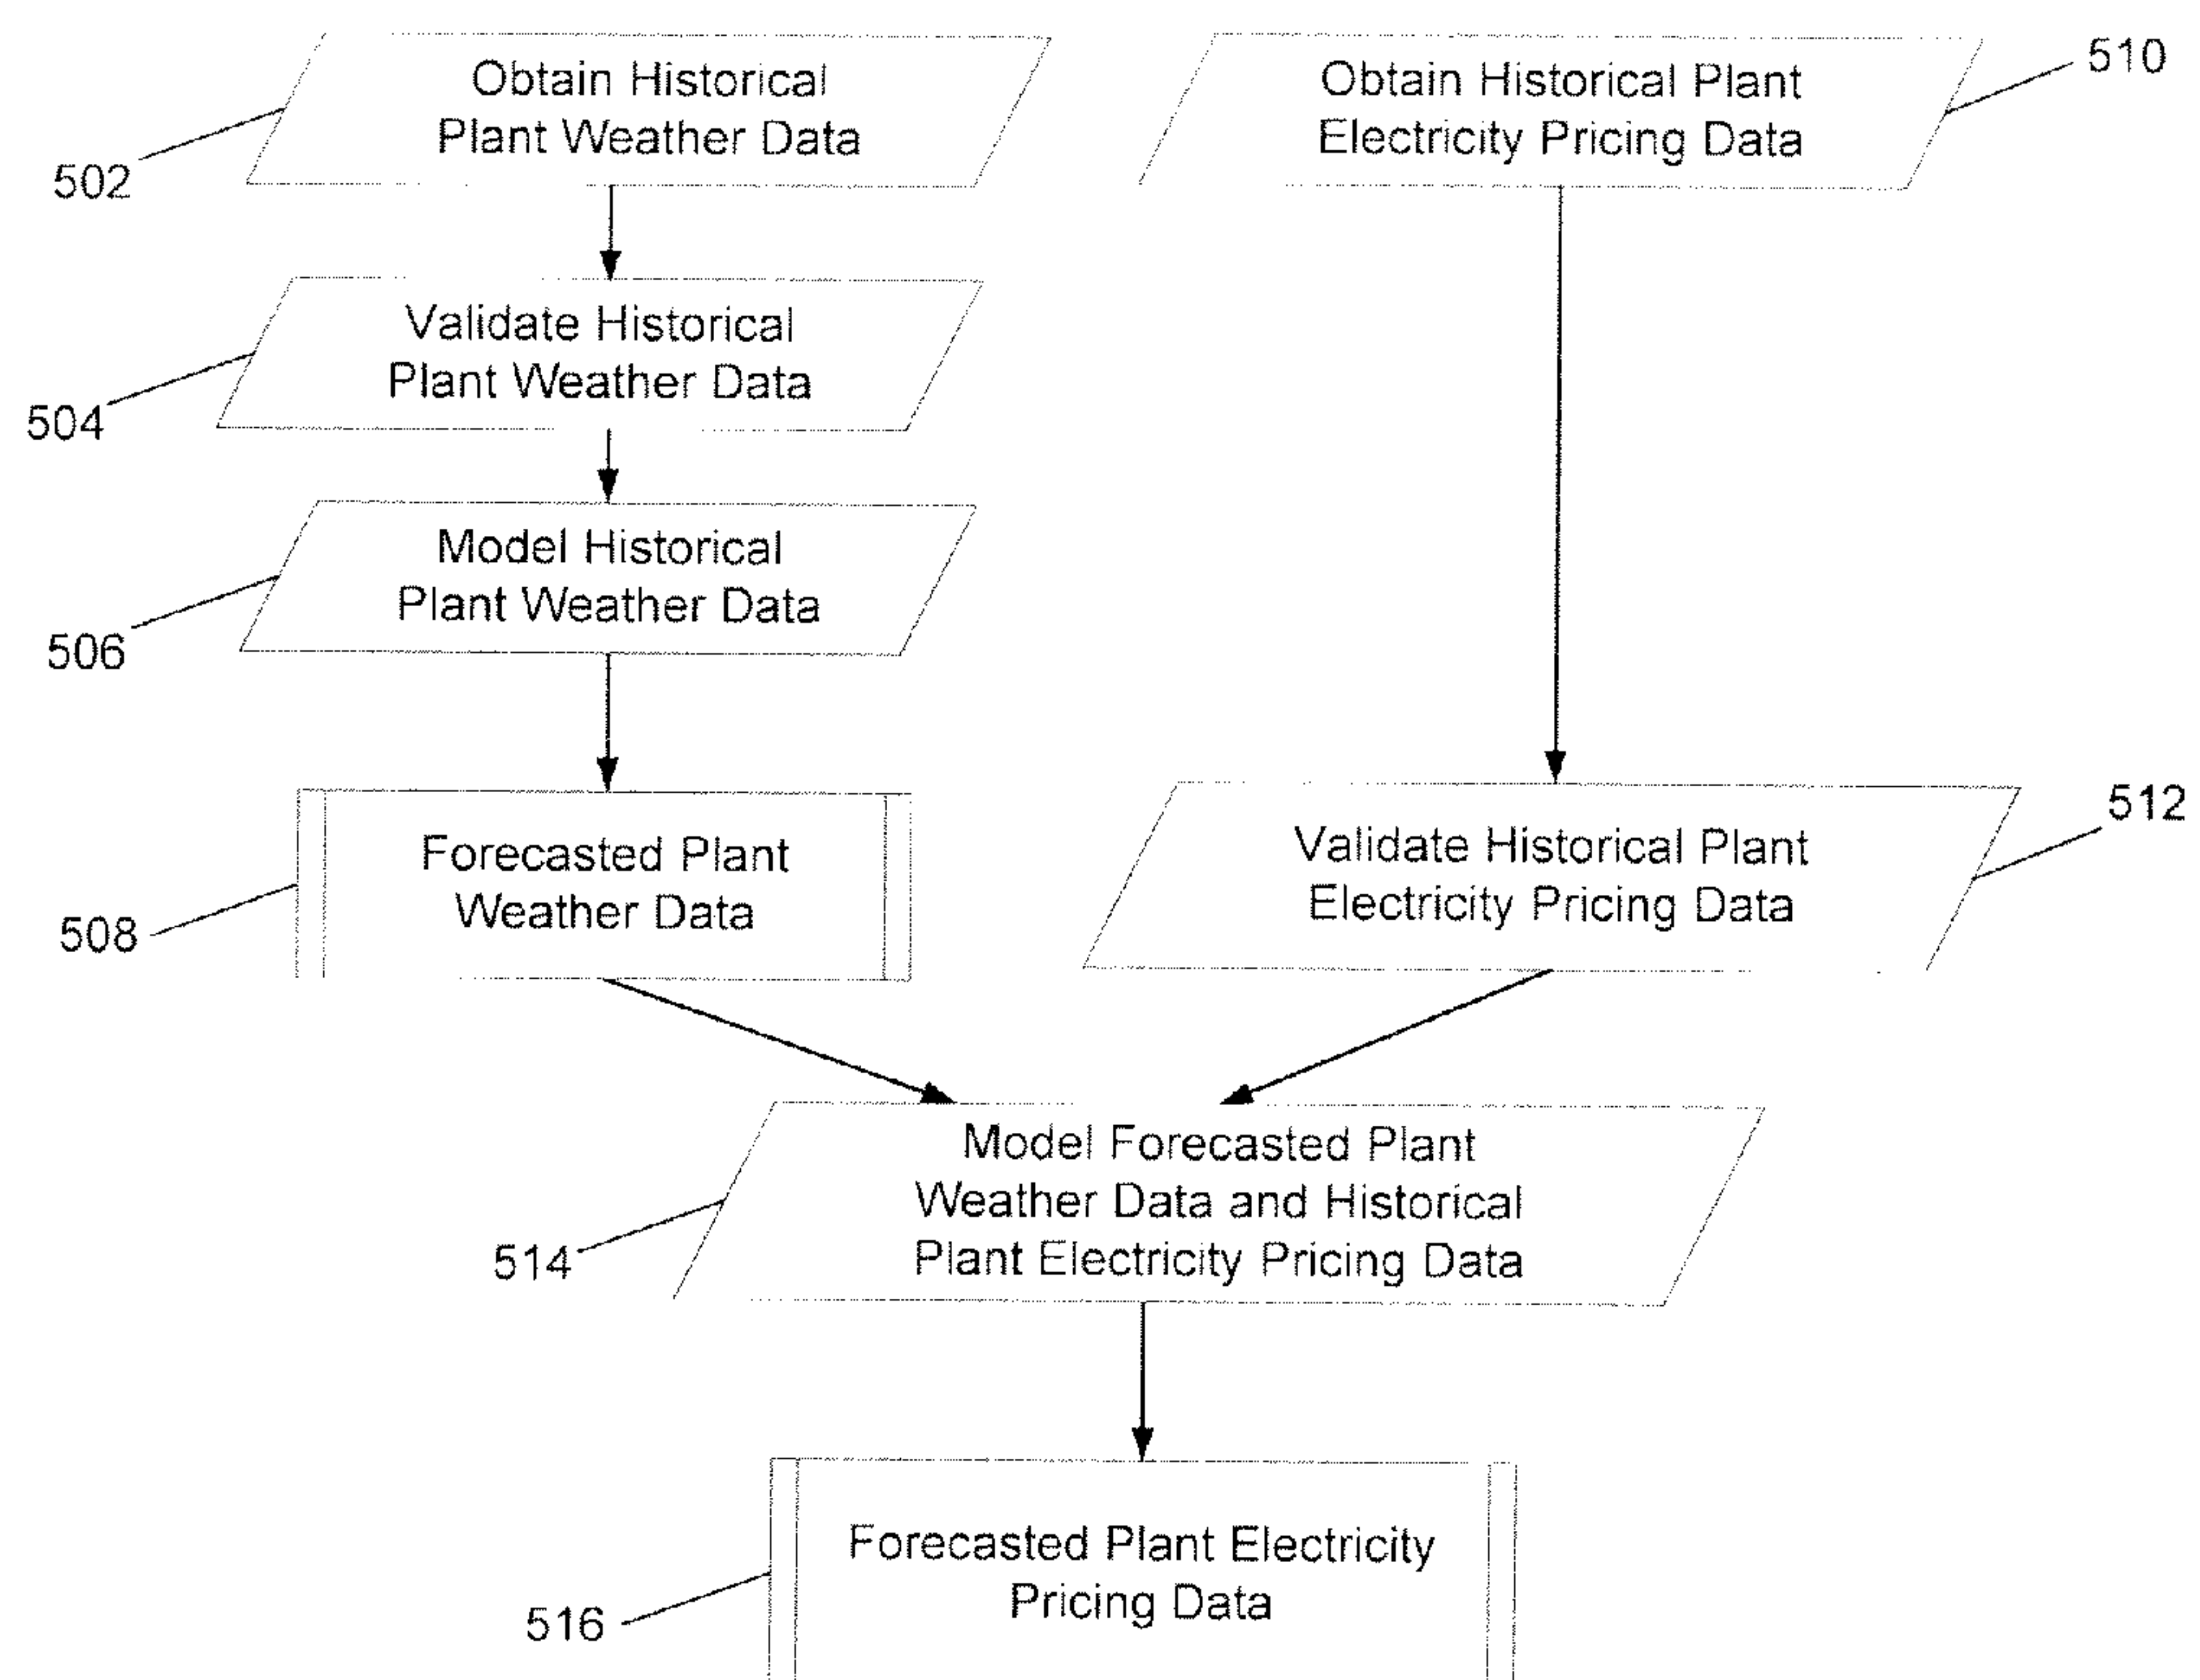 Obtain Historical
Plant Weather Data
502
Obtain Historical Plant
Electricity Pricing Data
510
Validate Historical
Plant Weather Data
504
Model Historical
Plant Weather Data
506
Forecasted Plant
Weather Data
508
Validate Historical Plant
Electricity Pricing Data
512
Model Forecasted Plant
Weather Data and Historical
Plant Electricity Pricing Data
514
Forecasted Plant Electricity
Pricing Data
516